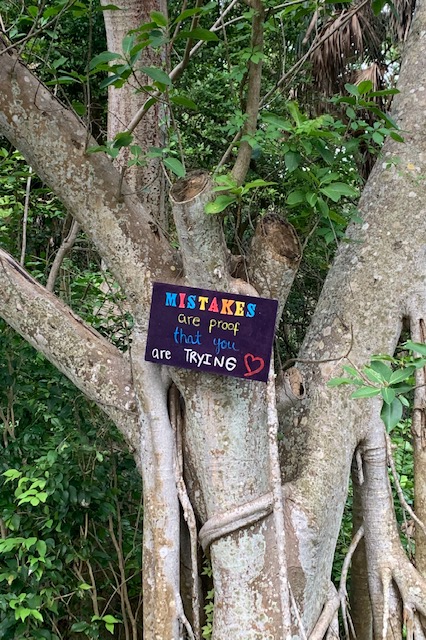 MISTAKES
are proof
that you
are TRYING